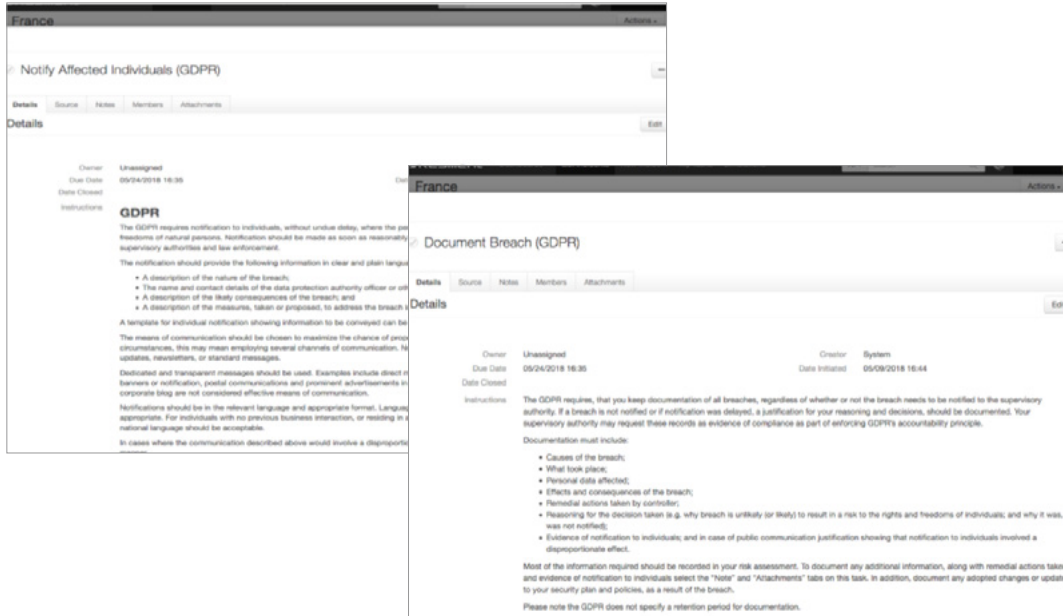 France
Actions
Notify Affected Individuals (GDPR)
Details Source Notes Members Attachments
Details
Edit
Owner Unassigned
Due Date 05/24/2018 16:35
Date Closed
Instructions
GDPR
The GDPR requires notification to individuals, without undue delay, where the
freedoms of natural persons. Notification should be made as soon as reasonably
supervisory authorities and law enforcement.
The notification should provide the following information in clear and plain
• A description of the nature of the breach;
• The name and contact details of the data protection authority officer or
• A description of the likely consequences of the breach; and
• A description of the measures, taken or proposed, to address the breach
A template for individual notification showing information to be conveyed can be
The means of communication should be chosen to maximize the chance of
circumstances, this may mean employing several channels of communication.
updates, newsletters, or standard messages.
Dedicated and transparent messages should be used. Examples include direct
banners or notification, postal communications and prominent advertisements in
corporate blog are not considered effective means of communication.
Notifications should be in the relevant language and appropriate format.
appropriate. For individuals with no previous business interaction, or residing in
national language should be acceptable.
In cases where the communication described above would involve a
France
Actions
Document Breach (GDPR)
Details Source Notes Members Attachments
Details
Owner Unassigned Creator System
Due Date 05/24/2018 16:35 Date Initiated 05/09/2018 16:44
Date Closed
Instructions The GDPR requires, that you keep documentation of all breaches, regardless of whether or not the breach needs to be notified to the supervisory
authority. If a breach is not notified or if notification was delayed, a justification for your reasoning and decisions, should be documented. Your
supervisory authority may request these records as evidence of compliance as part of enforcing GDPR's accountability principle.
Documentation must include:
• Causes of the breach;
• What took place;
• Personal data affected;
• Effects and consequences of the breach;
• Remedial actions taken by controller;
• Reasoning for the decision taken (e.g. why breach is unlikely (or likely) to result in a risk to the rights and freedoms of individuals; and why it was,
was not notified);
• Evidence of notification to individuals; and in case of public communication justification showing that notification to individuals involved a
disproportionate effect.
Most of the information required should be recorded in your risk assessment. To document any additional information, along with remedial actions
and evidence of notification to individuals select the "Note" and "Attachments" tabs on this task. In addition, document any adopted changes or
to your security plan and policies, as a result of the breach.
Please note the GDPR does not specify a retention period for documentation.